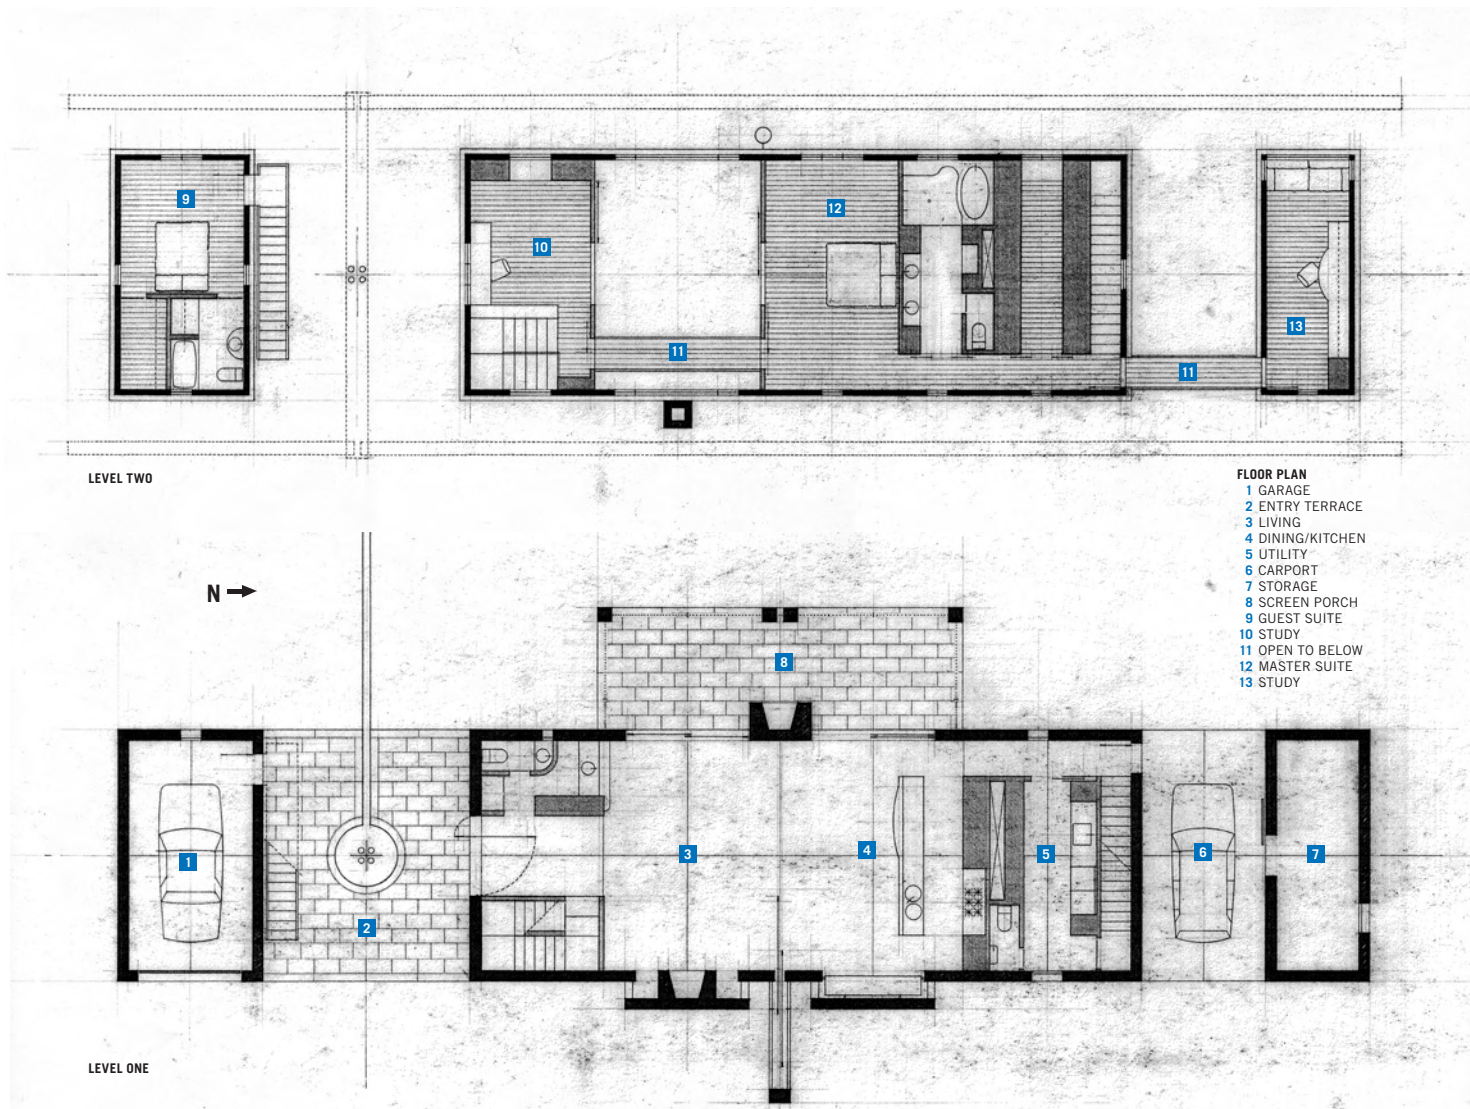 9
10
11
12
11
13
LEVEL TWO
FLOOR PLAN
1 GARAGE
2 ENTRY TERRACE
3 LIVING
4 DINING/KITCHEN
5 UTILITY
6 CARPORT
7 STORAGE
8 SCREEN PORCH
9 GUEST SUITE
10 STUDY
11 OPEN TO BELOW
12 MASTER SUITE
13 STUDY
N
8
1
2
3
4
5
6
7
LEVEL ONE